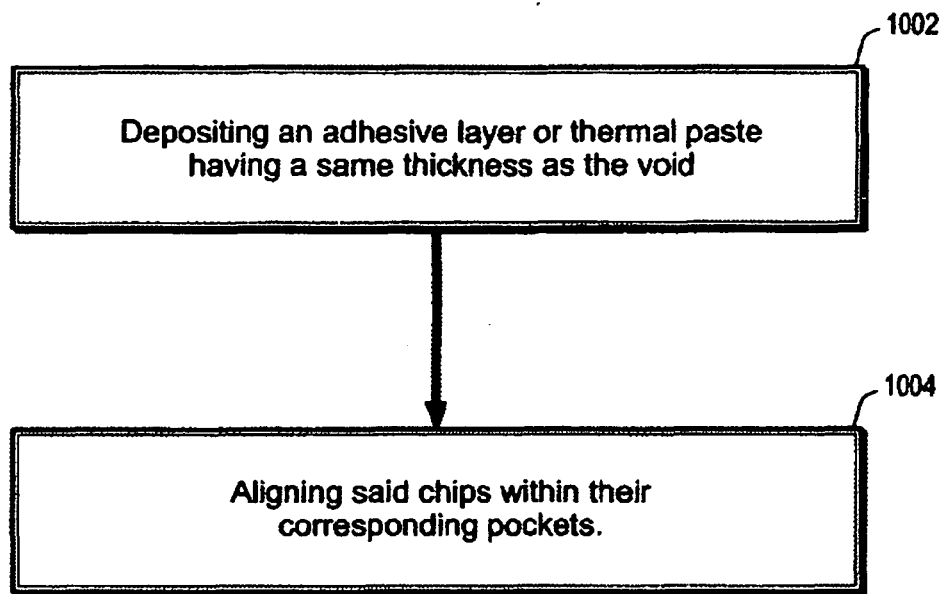 1002
Depositing an adhesive layer or thermal paste
having a same thickness as the void
1004
Aligning said chips within their
corresponding pockets.